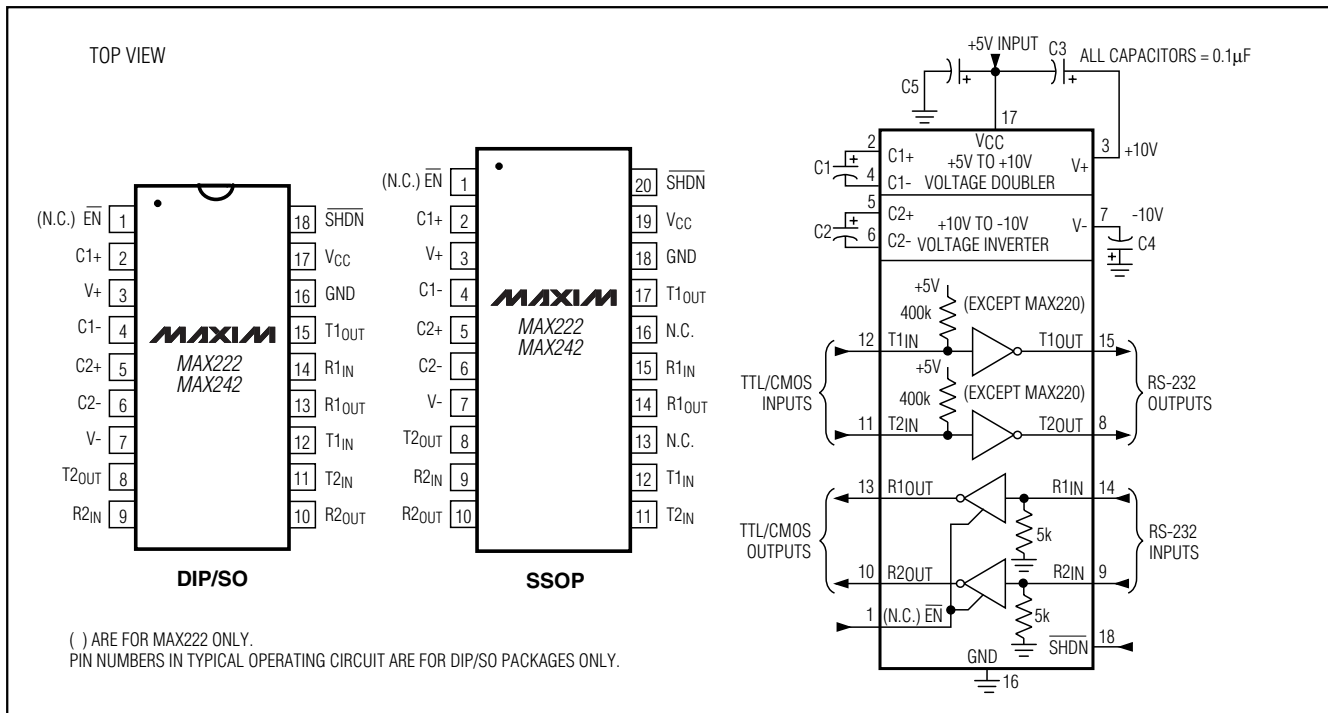 TOP VIEW
(N.C.) EN 1
C1+ 2
V+ 3
C1- 4
C2+ 5
C2- 6
V- 7
T2OUT 8
R2IN 9
18 SHDN
17 VCC
16 GND
15 T1OUT
14 R1IN
13 R1OUT
12 T1IN
11 T2IN
10 R2OUT
MAXIM
MAX222
MAX242
DIP/SO
(N.C.) EN 1
C1+ 2
V+ 3
C1- 4
C2+ 5
C2- 6
V- 7
T2OUT 8
R2IN 9
R2OUT 10
20 SHDN
19 VCC
18 GND
17 T1OUT
16 N.C.
15 R1IN
14 R1OUT
13 N.C.
12 T1IN
11 T2IN
MAXIM
MAX222
MAX242
SSOP
( ) ARE FOR MAX222 ONLY.
PIN NUMBERS IN TYPICAL OPERATING CIRCUIT ARE FOR DIP/SO PACKAGES ONLY.
+5V INPUT
C3
ALL CAPACITORS = 0.1µF
C5
+
+
17
VCC
2
C1+
+5V TO +10V
VOLTAGE DOUBLER
V+
3
+10V
C1
+
4
C1-
5
C2+
+10V TO -10V
VOLTAGE INVERTER
V-
7
-10V
C2
+
6
C2-
C4
+
+5V
400k
(EXCEPT MAX220)
12
T1IN
T1OUT
15
+5V
400k
(EXCEPT MAX220)
TTL/CMOS
INPUTS
RS-232
OUTPUTS
11
T2IN
T2OUT
8
13
R1OUT
R1IN
14
5k
TTL/CMOS
OUTPUTS
RS-232
INPUTS
10
R2OUT
R2IN
9
5k
1
(N.C.) EN
SHDN
18
GND
16